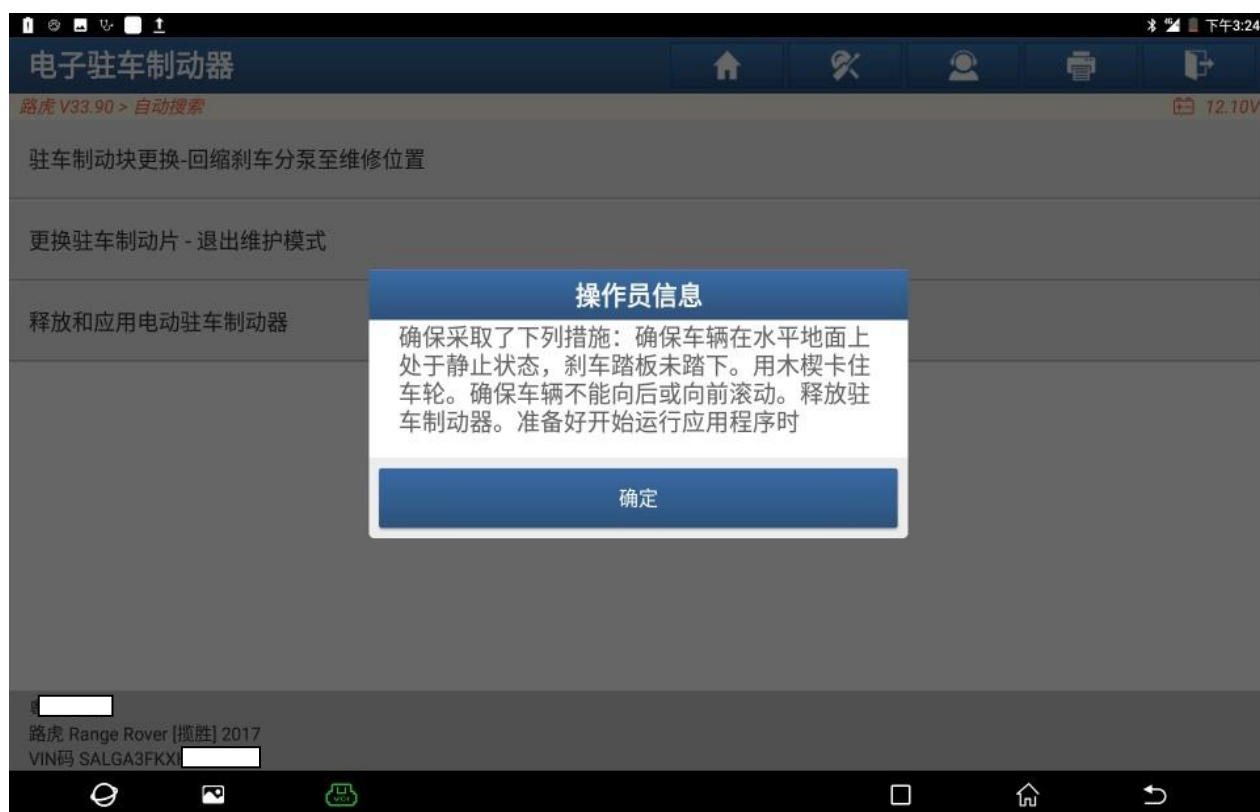 下午3:24
电子驻车制动器
路虎 V33.90 > 自动搜索
12.10V
驻车制动块更换-回缩刹车分泵至维修位置
更换驻车制动片 - 退出维护模式
释放和应用电动驻车制动器
操作员信息
确保采取了下列措施：确保车辆在水平地面上
处于静止状态，刹车踏板未踏下。用木楔卡住
车轮。确保车辆不能向后或向前滚动。释放驻
车制动器。准备好开始运行应用程序时
确定
路虎 Range Rover [揽胜] 2017
VIN码 SALGA3FKX
VCI